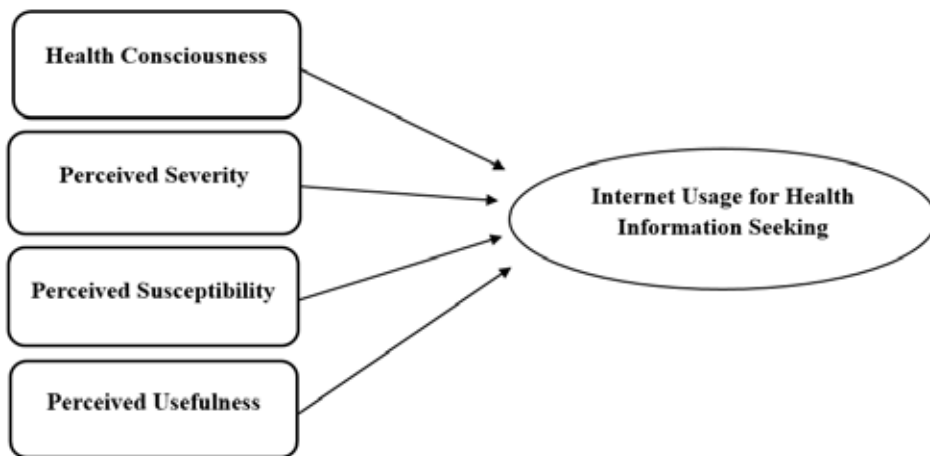 Health Consciousness
Perceived Severity
Perceived Susceptibility
Perceived Usefulness
Internet Usage for Health
Information Seeking